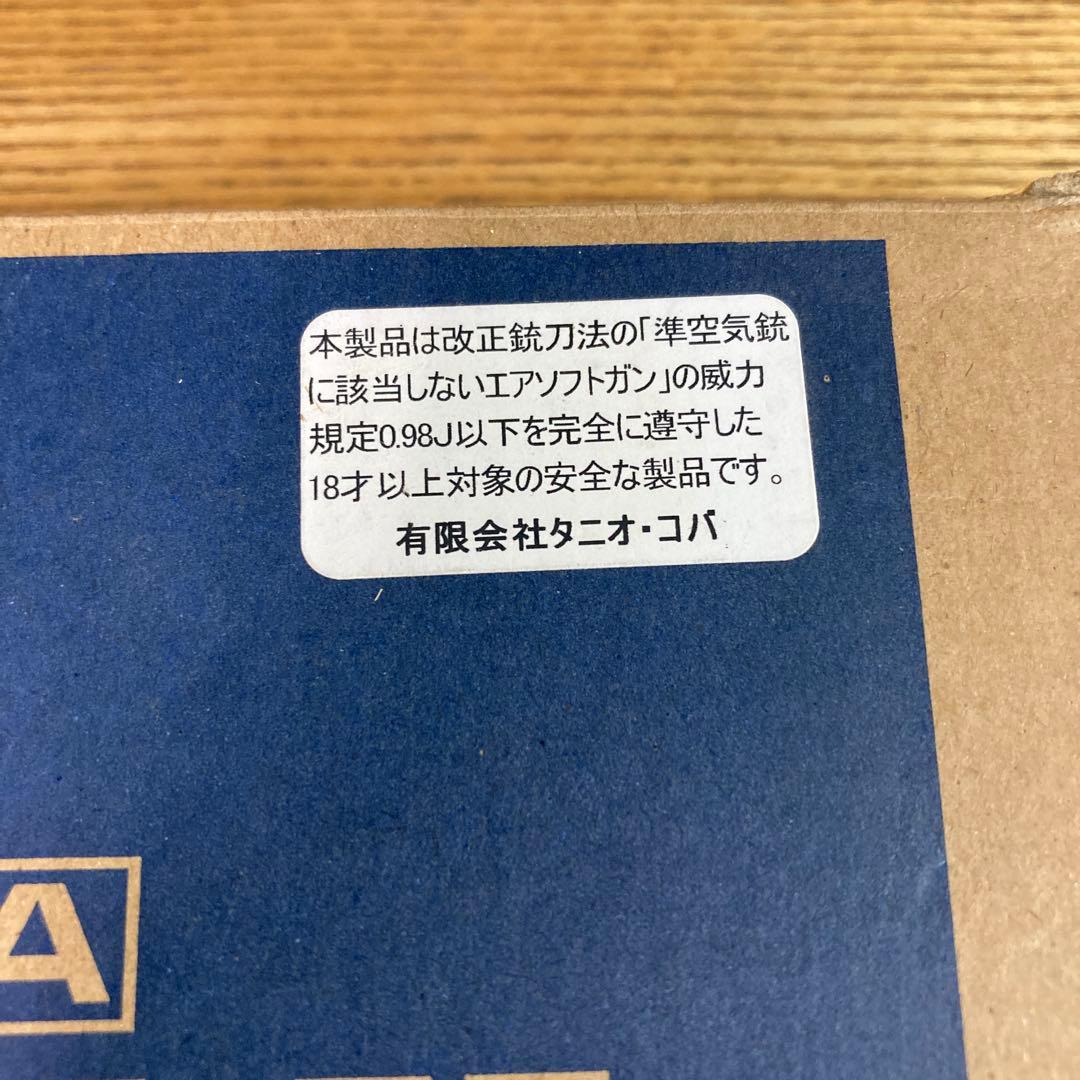 本製品は改正銃刀法の「準空気銃
に該当しないエアソフトガン」の威力
規定0.98J以下を完全に遵守した
18才以上対象の安全な製品です。
有限会社タニオ・コバ
A